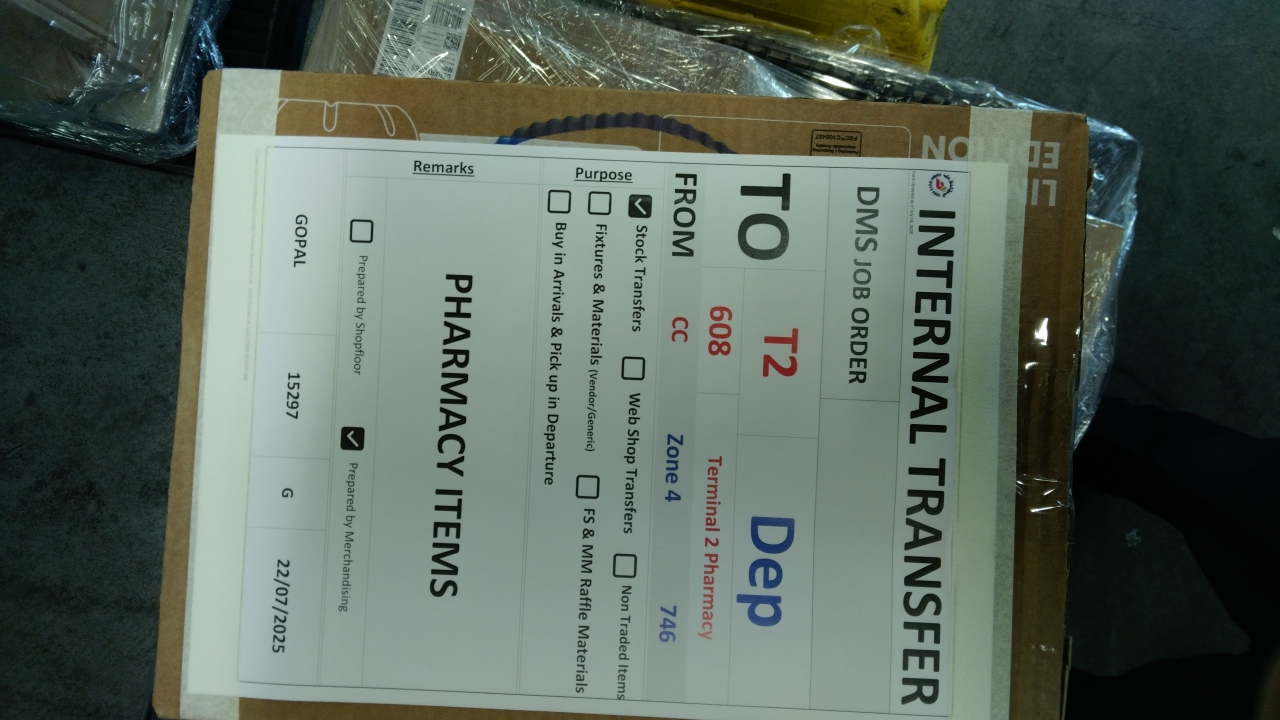 INTERNAL TRANSFER
DMS JOB ORDER
TO T2 Dep
608 Terminal 2 Pharmacy
FROM CC Zone 4 746
Purpose
Stock Transfers Web Shop Transfers Non Traded Items
Fixtures & Materials (Vendor/Generic) FS & MM Raffle Materials
Buy in Arrivals & Pick up in Departure
Remarks
PHARMACY ITEMS
Prepared by Shopfloor Prepared by Merchandising
GOPAL 15297 G 22/07/2025